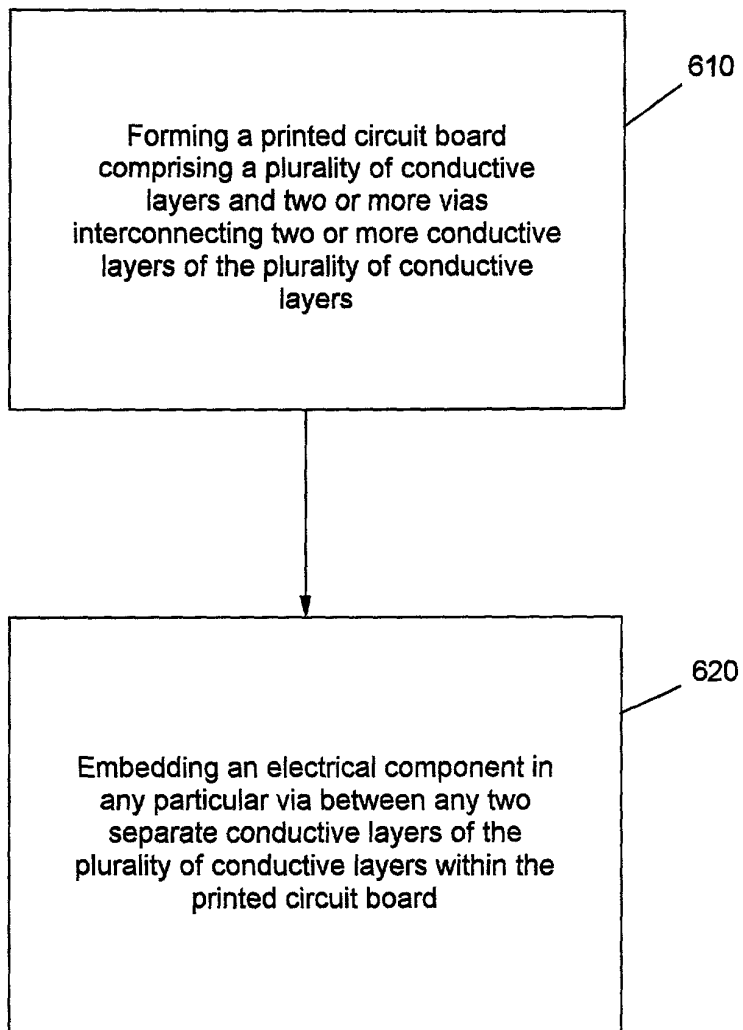 610
Forming a printed circuit board
comprising a plurality of conductive
layers and two or more vias
interconnecting two or more conductive
layers of the plurality of conductive
layers
620
Embedding an electrical component in
any particular via between any two
separate conductive layers of the
plurality of conductive layers within the
printed circuit board